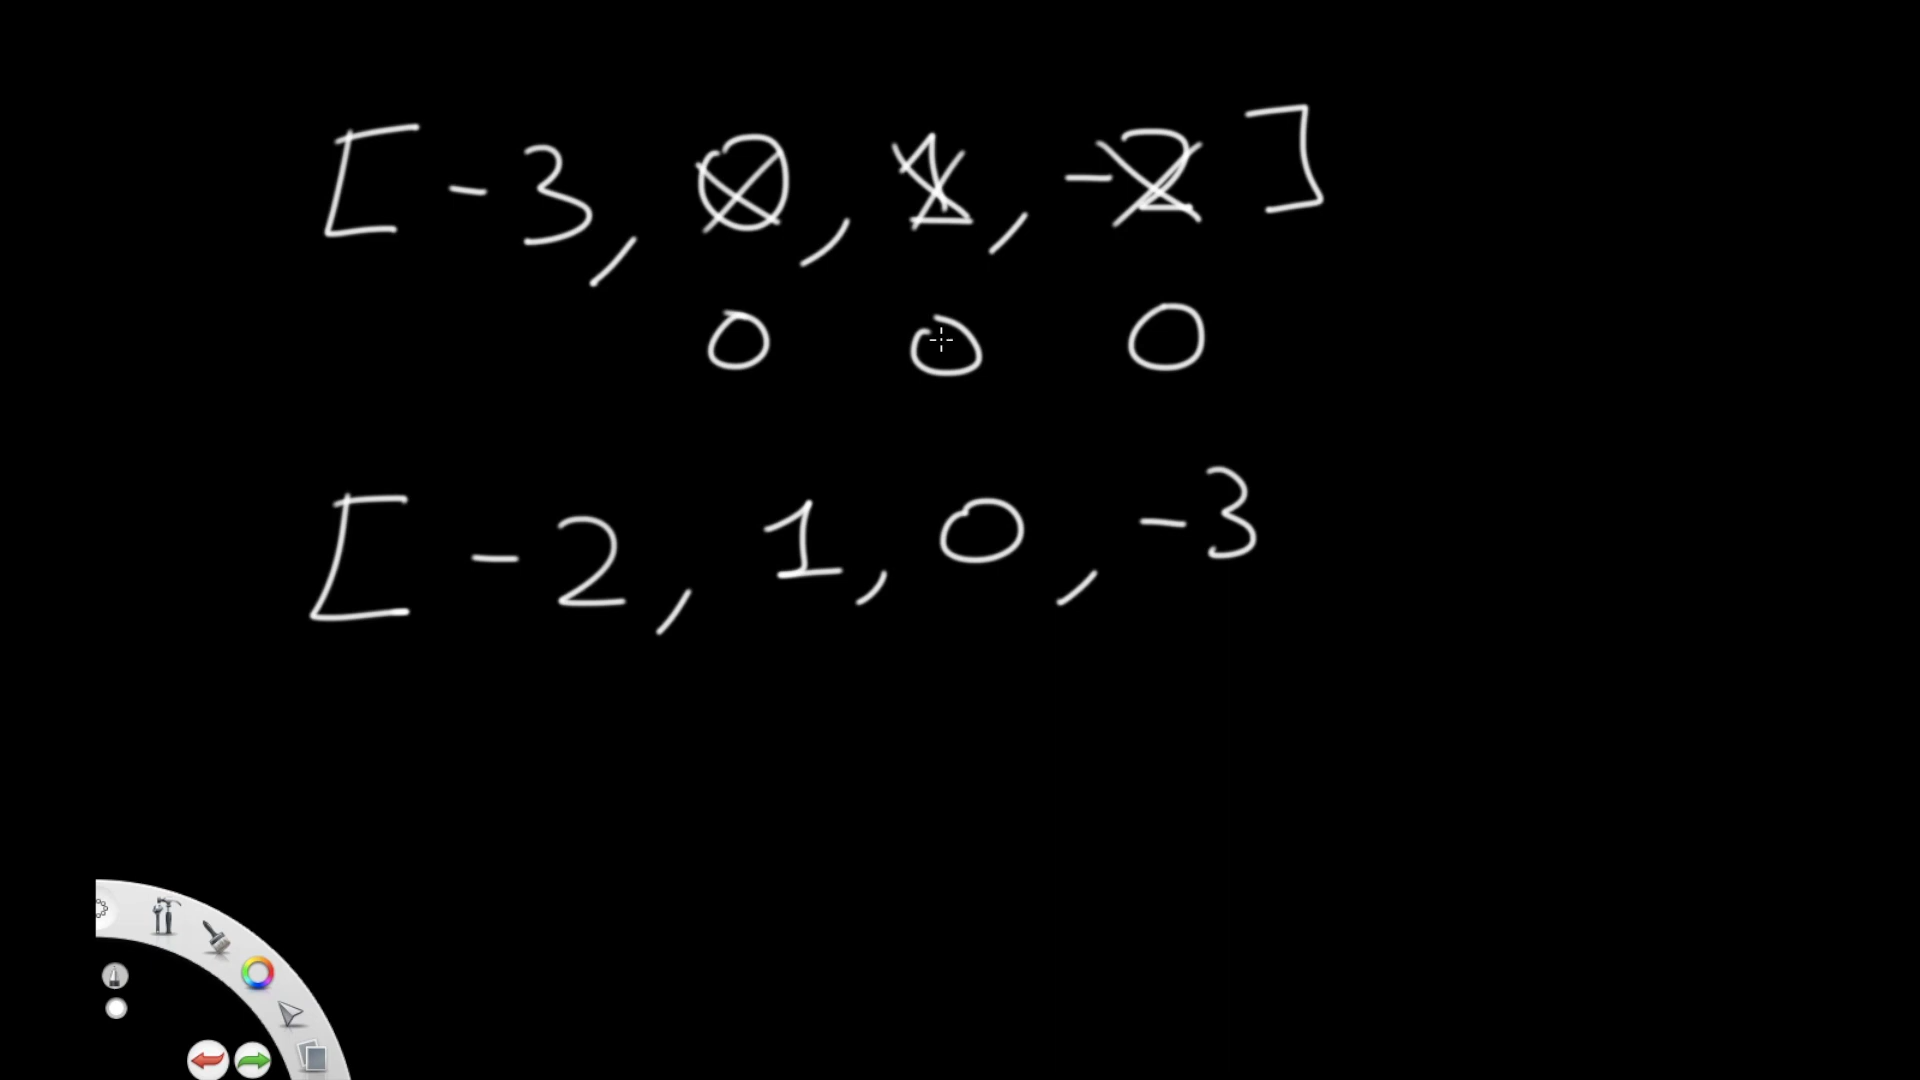 [-3, 0, 1, -2]
0 0 0
[-2, 1, 0, -3